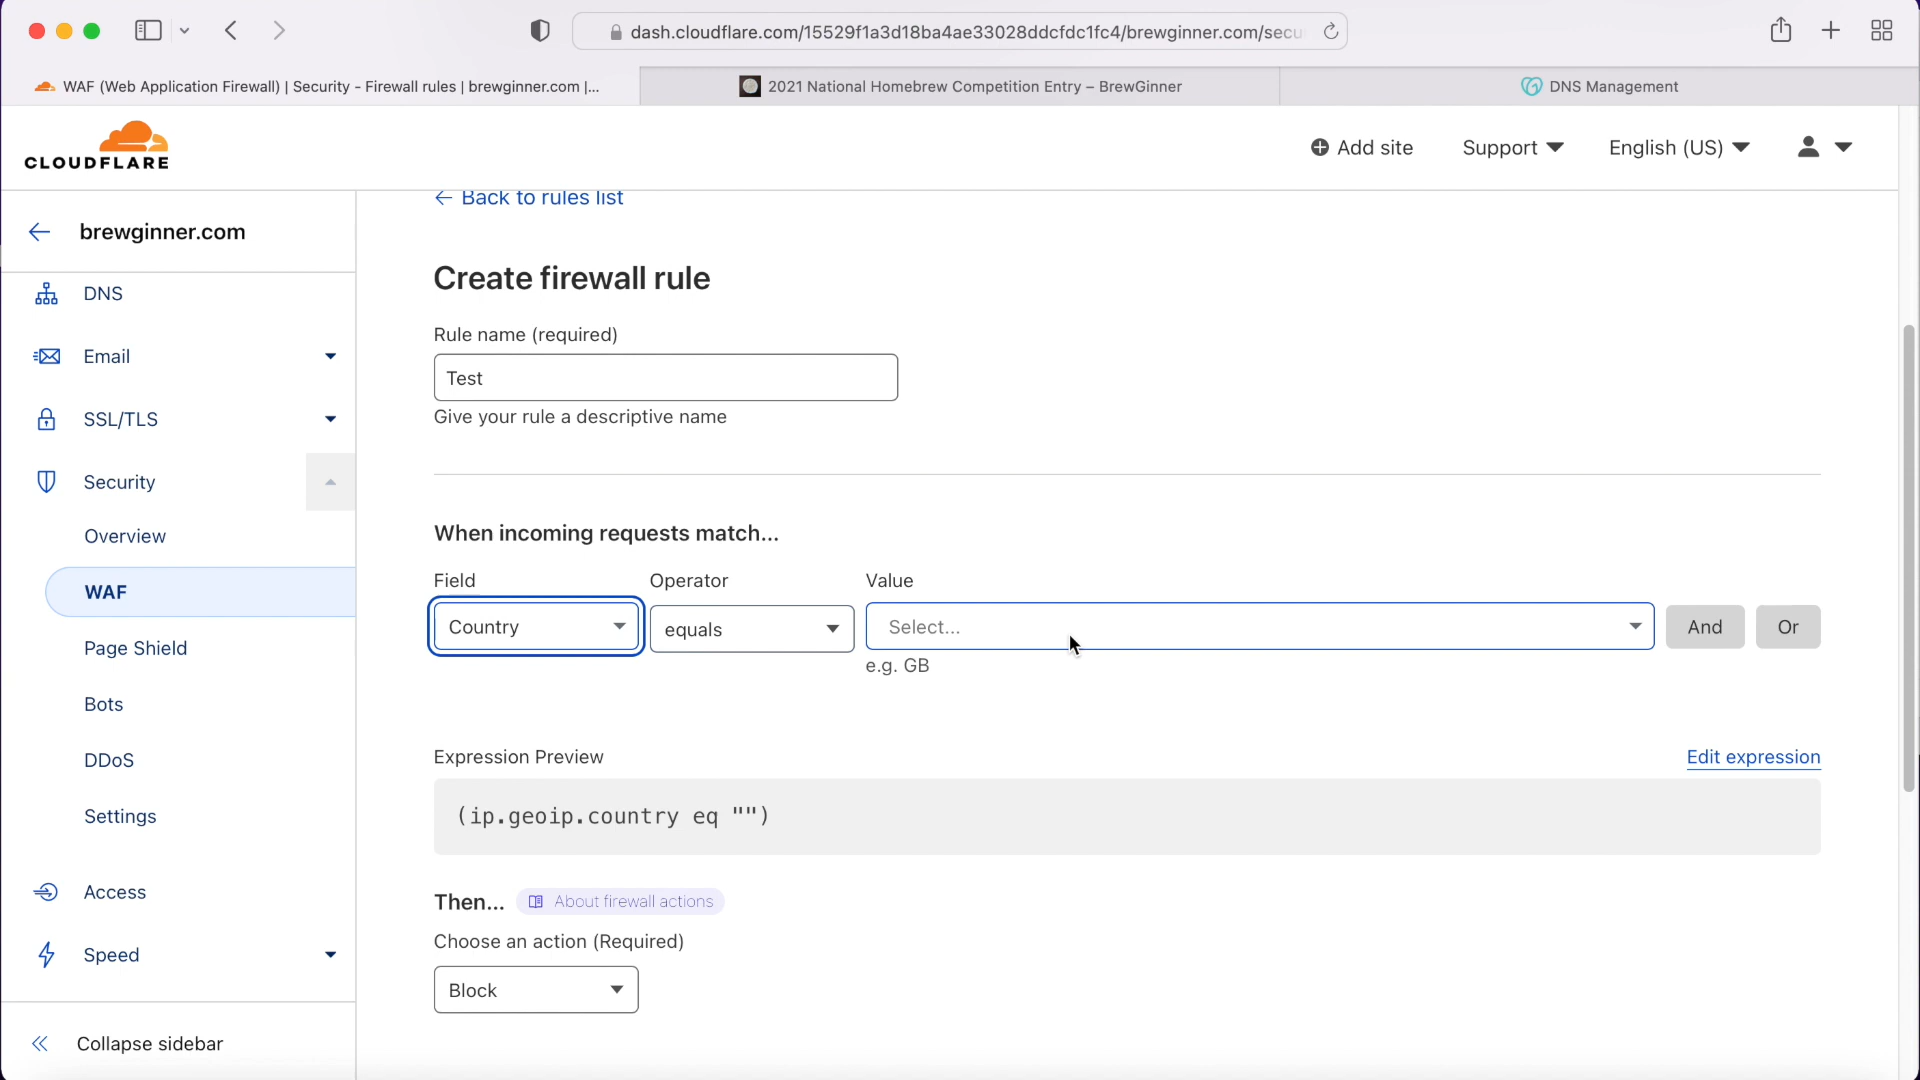 dash.cloudflare.com/15529f1a3d18ba4ae33028ddcfdc1fc4/brewginner.com/secu
WAF (Web Application Firewall) | Security - Firewall rules | brewginner.com |...
2021 National Homebrew Competition Entry – BrewGinner
DNS Management
CLOUDFLARE
Add site
Support
English (US)
← Back to rules list
brewginner.com
Create firewall rule
DNS
Rule name (required)
Email
Test
Give your rule a descriptive name
SSL/TLS
Security
Overview
When incoming requests match...
Field
Operator
Value
WAF
Country
equals
Select...
And
Or
e.g. GB
Page Shield
Bots
Expression Preview
Edit expression
DDoS
Settings
(ip.geoip.country eq "")
Access
Then...
About firewall actions
Choose an action (Required)
Speed
Block
Collapse sidebar